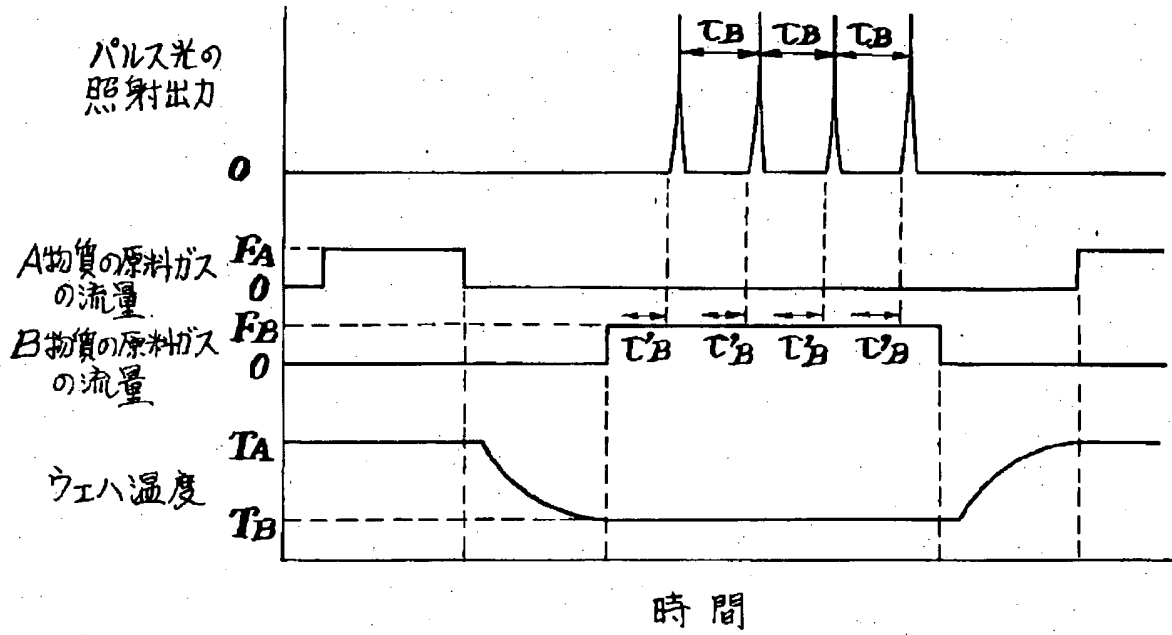 パルス光の
照射出力
0
τB τB τB
A物質の原料ガス
の流量
FA
0
B物質の原料ガス
の流量
FB
0
τ'B τ'B τ'B τ'B
ウェハ温度
TA
TB
時間